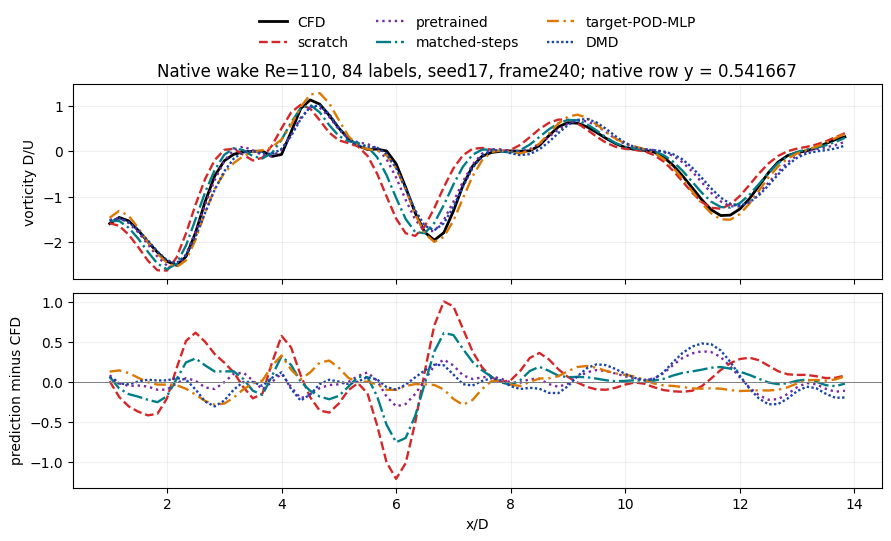 CFD
scratch
pretrained
matched-steps
target-POD-MLP
DMD
Native wake Re=110, 84 labels, seed17, frame240; native row y = 0.541667
vorticity D/U
1
0
−1
−2
prediction minus CFD
1.0
0.5
0.0
−0.5
−1.0
2 4 6 8 10 12 14
x/D